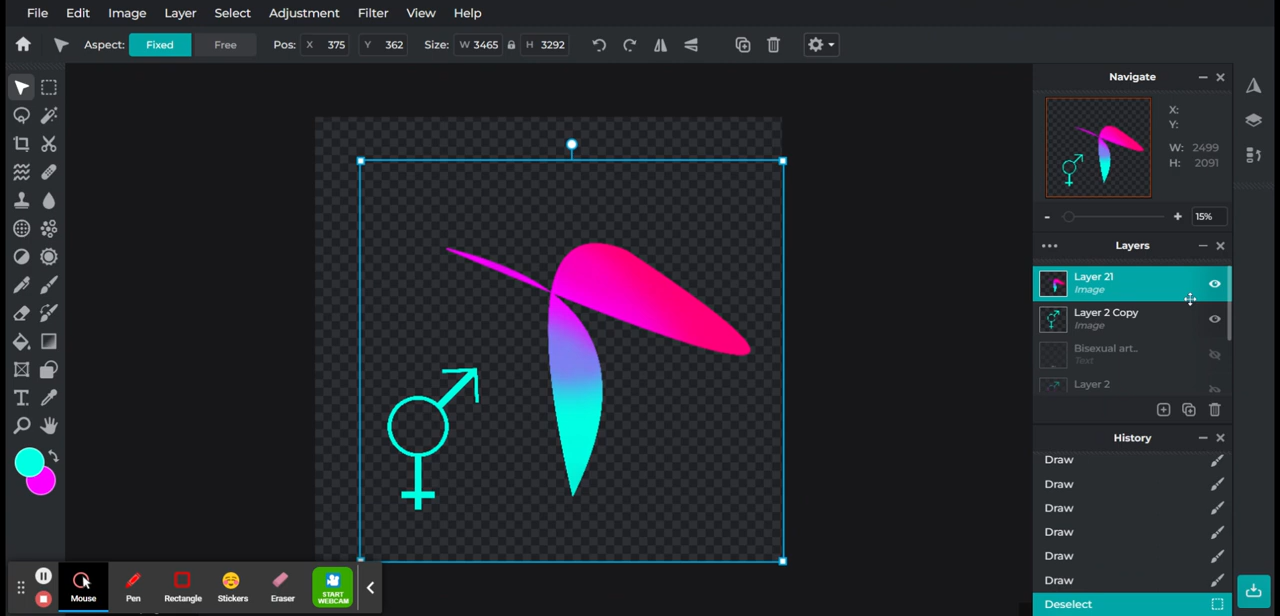 File Edit Image Layer Select Adjustment Filter View Help
Aspect: Fixed Free Pos: X 375 Y 362 Size: W 3465 H 3292
Navigate
X:
Y:
W: 2499
H: 2091
- + 15%
Layers
Layer 21
Image
Layer 2 Copy
Image
Bisexual art..
Text
Layer 2
History
Draw
Draw
Draw
Draw
Draw
Draw
Deselect
T
Mouse Pen Rectangle Stickers Eraser START
WEBCAM